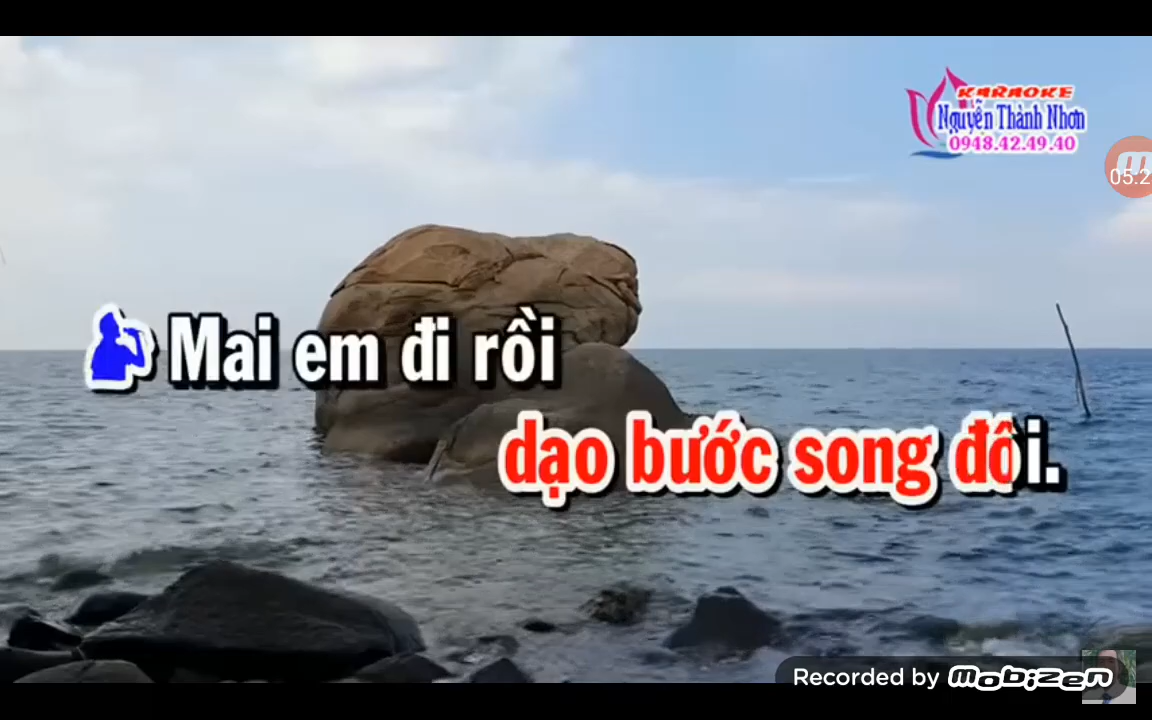 KARAOKE
Nguyễn Thành Nhơn
0948.42.49.40
05:2
Mai em đi rồi
dạo bước song đôi.
Recorded by Mobizen